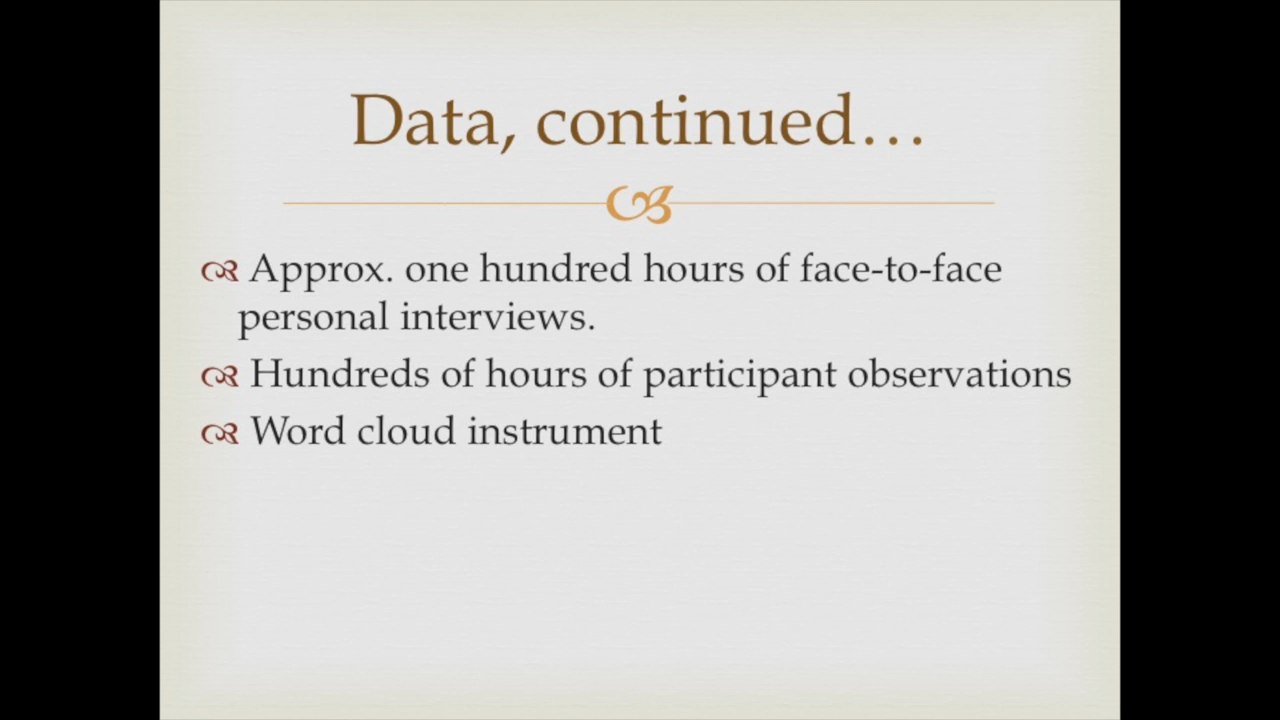 Data, continued…
Approx. one hundred hours of face-to-face
personal interviews.
Hundreds of hours of participant observations
Word cloud instrument